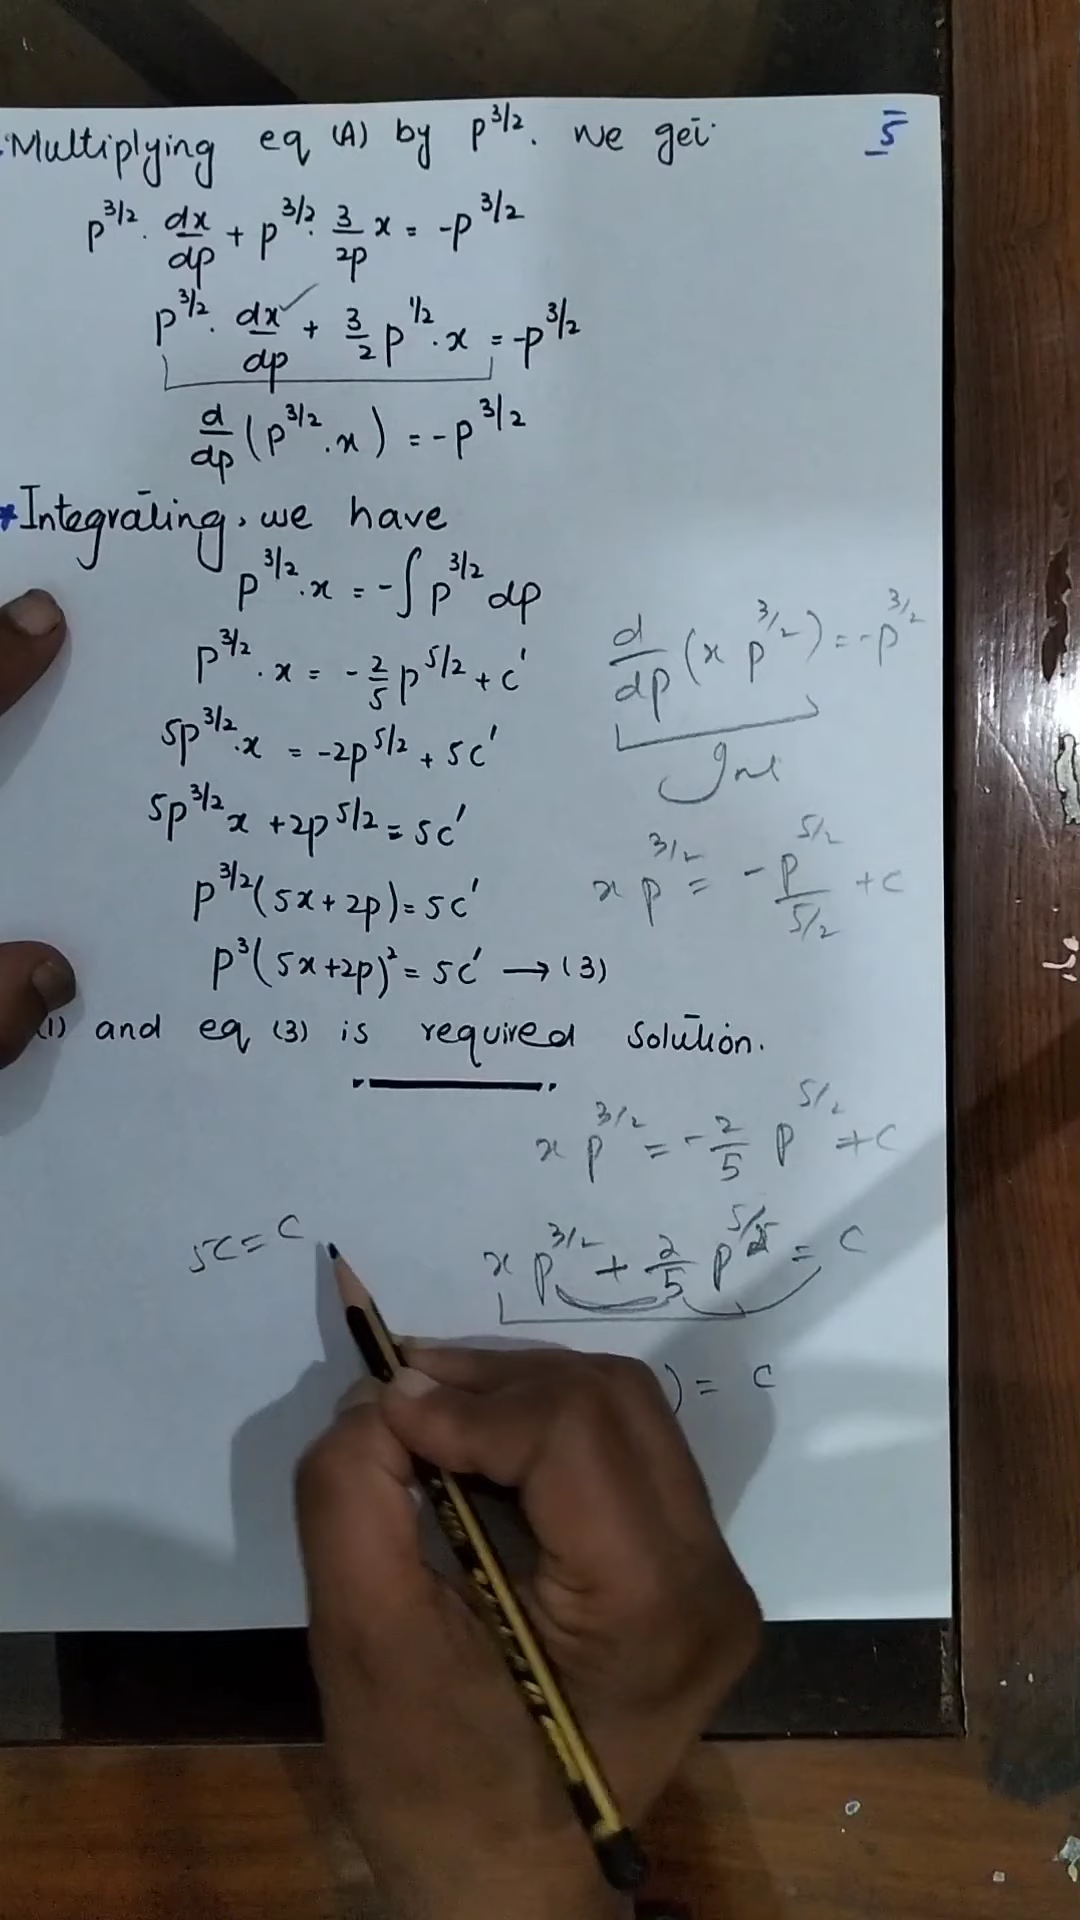 Multiplying eq (A) by p^3/2. We get
5
p^3/2 . dx/dp + p^3/2 . 3/2p x = -p^3/2
p^3/2 . dx/dp + 3/2 p^1/2 . x = -p^3/2
d/dp (p^3/2 . x) = -p^3/2
* Integrating, we have
p^3/2 . x = -∫ p^3/2 dp
p^3/2 . x = -2/5 p^5/2 + c'
5p^3/2 . x = -2p^5/2 + 5c'
5p^3/2 x + 2p^5/2 = 5c'
p^3/2 (5x + 2p) = 5c'
p^3 (5x + 2p)^2 = 5c' → (3)
(1) and eq (3) is required solution.
d/dp (x p^3/2) = -p^3/2
x p^3/2 = -p^5/2 / 5/2 + c
x p^3/2 = -2/5 p^5/2 + c
x p^3/2 + 2/5 p^5/2 = c
) = c
5c = c